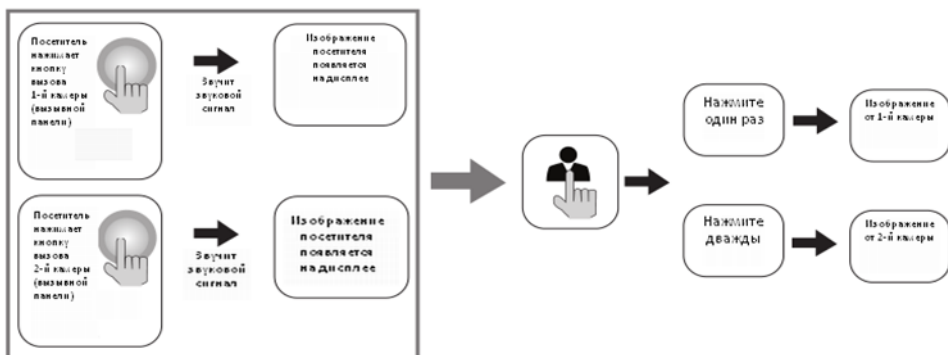 Посетитель
нажимает
кнопку
вызова
1-й камеры
(вызывной
панели)
Звучит
звуковой
сигнал
Изображение
посетителя
появляется
на дисплее
Посетитель
нажимает
кнопку
вызова
2-й камеры
(вызывной
панели)
Звучит
звуковой
сигнал
Изображение
посетителя
появляется
на дисплее
Нажмите
один раз
Изображение
от 1-й камеры
Нажмите
дважды
Изображение
от 2-й камеры